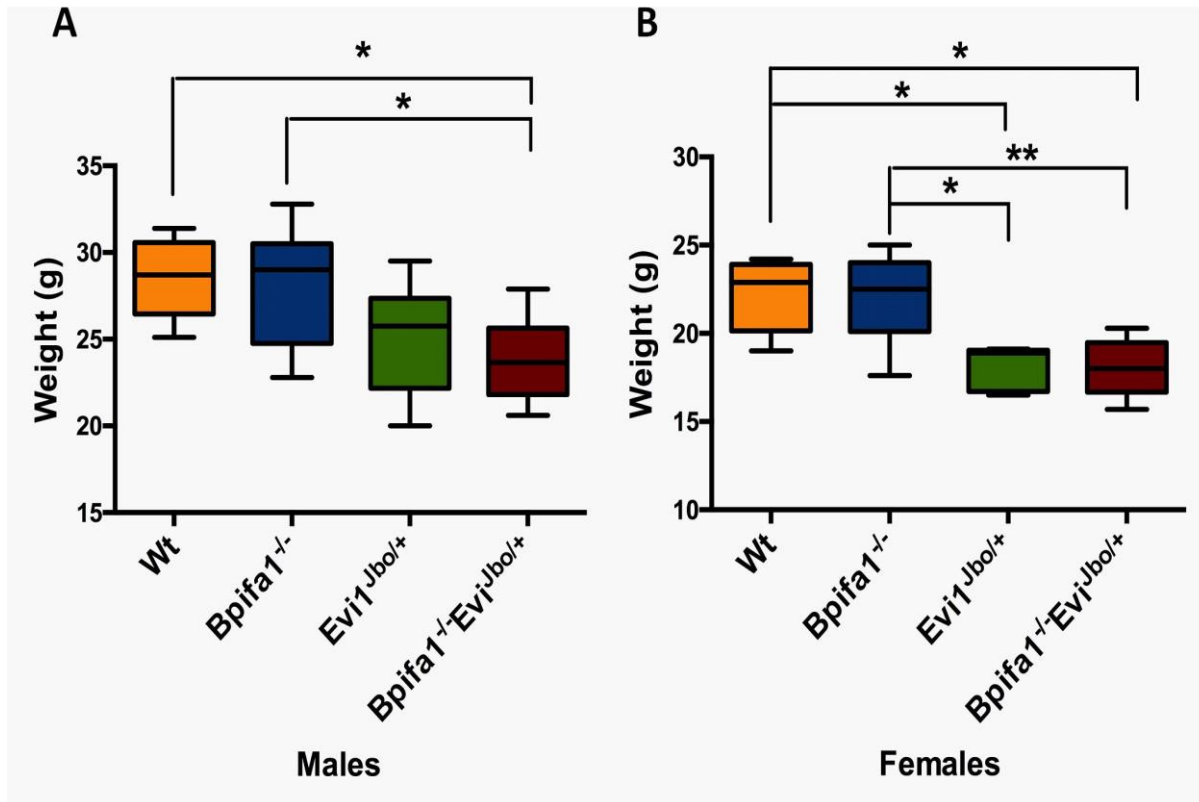 A
*
*
Weight (g)
35
30
25
20
15
Wt
Bpifa1-/-
Evi1Jbo/+
Bpifa1-/-EviJbo/+
Males
B
*
*
**
*
Weight (g)
30
25
20
15
10
Wt
Bpifa1-/-
Evi1Jbo/+
Bpifa1-/-EviJbo/+
Females